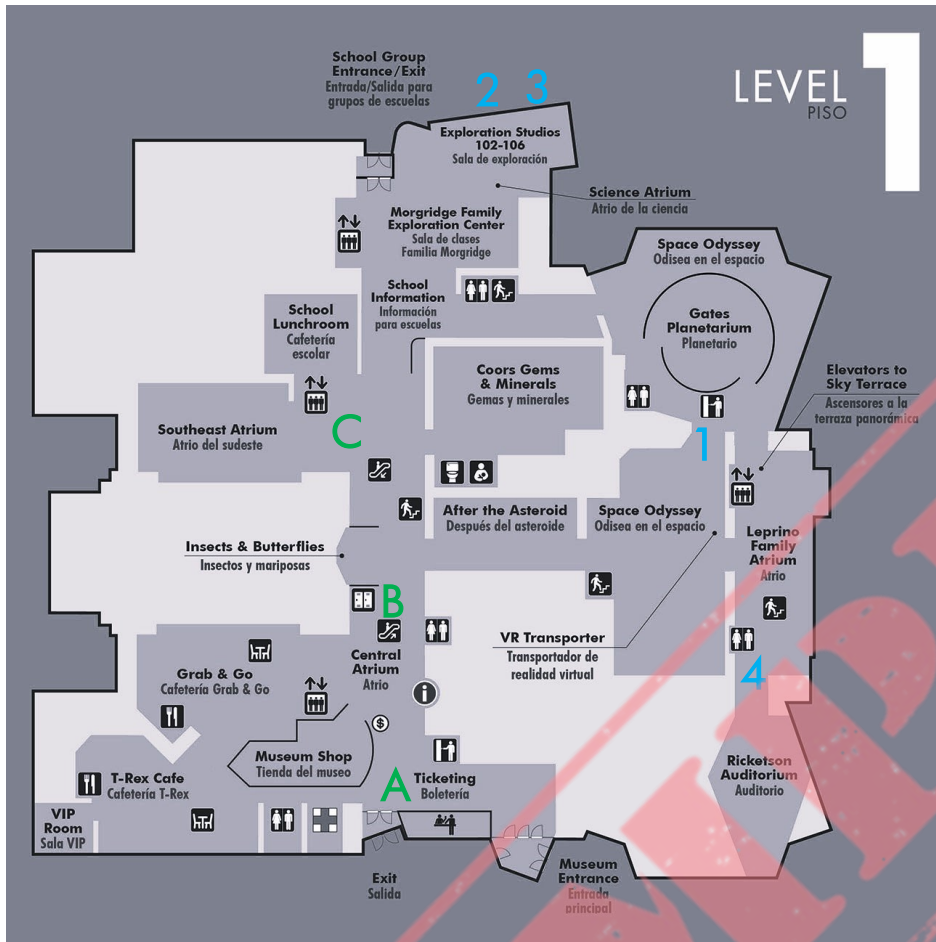 LEVEL 1
PISO
School Group
Entrance/Exit
Entrada/Salida para
grupos de escuelas
2
3
Exploration Studios
102-106
Sala de exploración
Science Atrium
Atrio de la ciencia
Morgridge Family
Exploration Center
Sala de clases
Familia Morgridge
Space Odyssey
Odisea en el espacio
School
Information
Información
para escuelas
School
Lunchroom
Cafetería
escolar
Gates
Planetarium
Planetario
Coors Gems
& Minerals
Gemas y minerales
Elevators to
Sky Terrace
Ascensores a la
terraza panorámica
Southeast Atrium
Atrio del sudeste
C
1
After the Asteroid
Después del asteroide
Space Odyssey
Odisea en el espacio
Leprino
Family
Atrium
Atrio
Insects & Butterflies
Insectos y mariposas
B
VR Transporter
Transportador de
realidad virtual
Central
Atrium
Atrio
Grab & Go
Cafetería Grab & Go
4
i
$
Museum Shop
Tienda del museo
A
Ticketing
Boletería
Ricketson
Auditorium
Auditorio
T-Rex Cafe
Cafetería T-Rex
VIP
Room
Sala VIP
Exit
Salida
Museum
Entrance
Entrada
principal